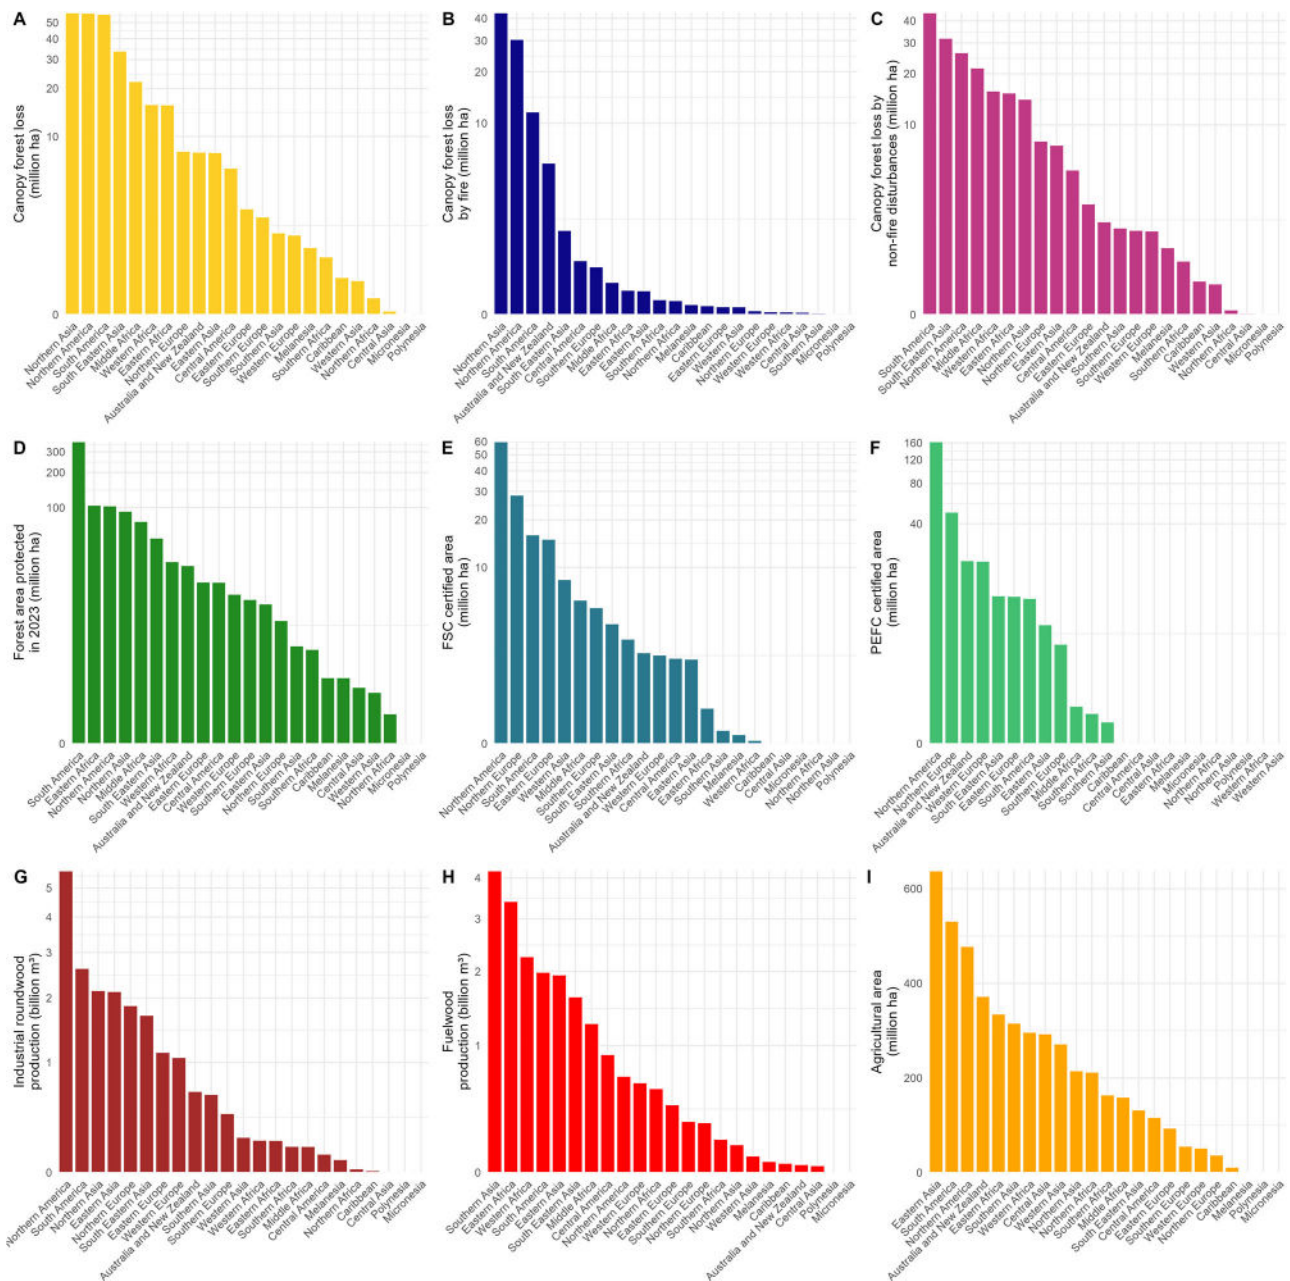 A
50
40
30
20
10
0
Canopy forest loss
(million ha)
Northern Asia
Northern America
South America
South Eastern Asia
Middle Africa
Eastern Africa
Western Africa
Northern Europe
Australia and New Zealand
Eastern Asia
Central America
Eastern Europe
Western Europe
Southern Asia
Southern Europe
Melanesia
Southern Africa
Caribbean
Western Asia
Northern Africa
Central Asia
Micronesia
Polynesia
B
40
30
20
10
0
Canopy forest loss
by fire (million ha)
Northern Asia
Northern America
South America
Australia and New Zealand
South Eastern Asia
Central America
Southern Europe
Middle Africa
Eastern Africa
Eastern Asia
Southern Africa
Northern Africa
Melanesia
Caribbean
Eastern Europe
Western Asia
Northern Europe
Western Europe
Western Africa
Central Asia
Southern Asia
Micronesia
Polynesia
C
40
30
20
10
0
Canopy forest loss by
non-fire disturbances (million ha)
South America
South Eastern Asia
Northern America
Middle Africa
Western Africa
Eastern Africa
Northern Asia
Northern Europe
Eastern Asia
Central America
Eastern Europe
Australia and New Zealand
Southern Asia
Southern Europe
Western Europe
Melanesia
Southern Africa
Caribbean
Western Asia
Northern Africa
Central Asia
Micronesia
Polynesia
D
300
200
100
0
Forest area protected
in 2023 (million ha)
South America
Eastern Africa
Northern America
Northern Asia
Middle Africa
South Eastern Asia
Western Africa
Australia and New Zealand
Eastern Europe
Central America
Western Europe
Southern Europe
Eastern Asia
Northern Europe
Southern Asia
Southern Africa
Caribbean
Melanesia
Central Asia
Western Asia
Northern Africa
Micronesia
Polynesia
E
60
50
40
30
20
10
0
FSC certified area
(million ha)
Northern America
Northern Europe
South America
Eastern Europe
Western Asia
Middle Africa
Southern Europe
South Eastern Asia
Southern Africa
Australia and New Zealand
Western Europe
Central America
Eastern Asia
Eastern Africa
Southern Asia
Melanesia
Western Africa
Caribbean
Central Asia
Micronesia
Northern Africa
Northern Asia
Polynesia
F
160
120
80
40
0
PEFC certified area
(million ha)
Northern America
Northern Europe
Australia and New Zealand
Western Europe
South Eastern Asia
Eastern Europe
South America
Eastern Asia
Southern Europe
Middle Africa
Southern Africa
Southern Asia
Caribbean
Central America
Central Asia
Eastern Africa
Melanesia
Micronesia
Northern Africa
Northern Asia
Polynesia
Western Africa
Western Asia
G
5
4
3
2
1
0
Industrial roundwood
production (billion m³)
Northern America
South America
Eastern Asia
Northern Asia
Northern Europe
South Eastern Asia
Eastern Europe
Western Europe
Australia and New Zealand
Southern Asia
Southern Europe
Western Asia
Western Africa
Eastern Africa
Southern Africa
Middle Africa
Central America
Melanesia
Northern Africa
Caribbean
Central Asia
Polynesia
Micronesia
H
4
3
2
1
0
Fuelwood
production (billion m³)
Southern Asia
Eastern Africa
Western Africa
South America
Eastern Asia
South Eastern Asia
Middle Africa
Central America
Northern America
Western Europe
Northern Africa
Eastern Europe
Northern Europe
Southern Europe
Southern Africa
Northern Asia
Western Asia
Melanesia
Caribbean
Australia and New Zealand
Central Asia
Polynesia
Micronesia
I
600
400
200
0
Agricultural area
(million ha)
Eastern Asia
South America
Northern America
Australia and New Zealand
Eastern Africa
Southern Asia
Central Asia
Western Asia
Western Africa
Northern Asia
Northern Africa
Southern Africa
Middle Africa
South Eastern Asia
Central America
Eastern Europe
Southern Europe
Western Europe
Northern Europe
Caribbean
Melanesia
Polynesia
Micronesia